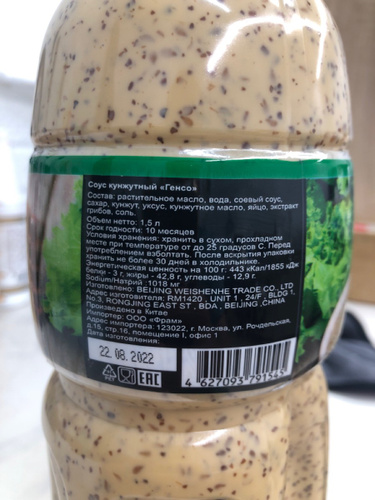 Соус кунжутный «Генсо»
Состав: растительное масло, вода, соевый соус,
сахар, кунжут, уксус, кунжутное масло, яйцо, экстракт
грибов, соль.
Объем нетто: 1,5 л
Срок годности: 10 месяцев
Условия хранения: хранить в сухом, прохладном
месте при температуре от до 25 градусов С. Перед
употреблением взболтать. После вскрытия упаковки
хранить не более 30 дней в холодильнике.
Энергетическая ценность на 100 г: 443 кКал/1855 кДж
белки - 3 г, жиры - 42,8 г, углеводы - 12,9 г.
Sodium/Натрий 1018 мг
Изготовитель: BEIJING WEISHENHE TRADE CO., LTD
Адрес изготовителя: RM1420 , UNIT 1 , 24/F , BLDG 1,
No.3, RONGJING EAST ST , BDA , BEIJING ,CHINA
Произведено в Китае
Импортер: ООО «Фрам»
Адрес импортера: 123022, г. Москва, ул. Рочдельская,
д.15, стр.16, помещение I, офис 1
Дата изготовления:
22.08.2022
EAC
4 627093 791545